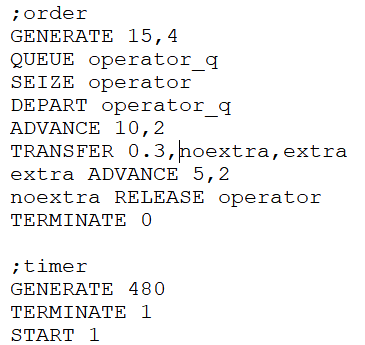 ;order
GENERATE 15,4
QUEUE operator_q
SEIZE operator
DEPART operator_q
ADVANCE 10,2
TRANSFER 0.3,noextra,extra
extra ADVANCE 5,2
noextra RELEASE operator
TERMINATE 0

;timer
GENERATE 480
TERMINATE 1
START 1